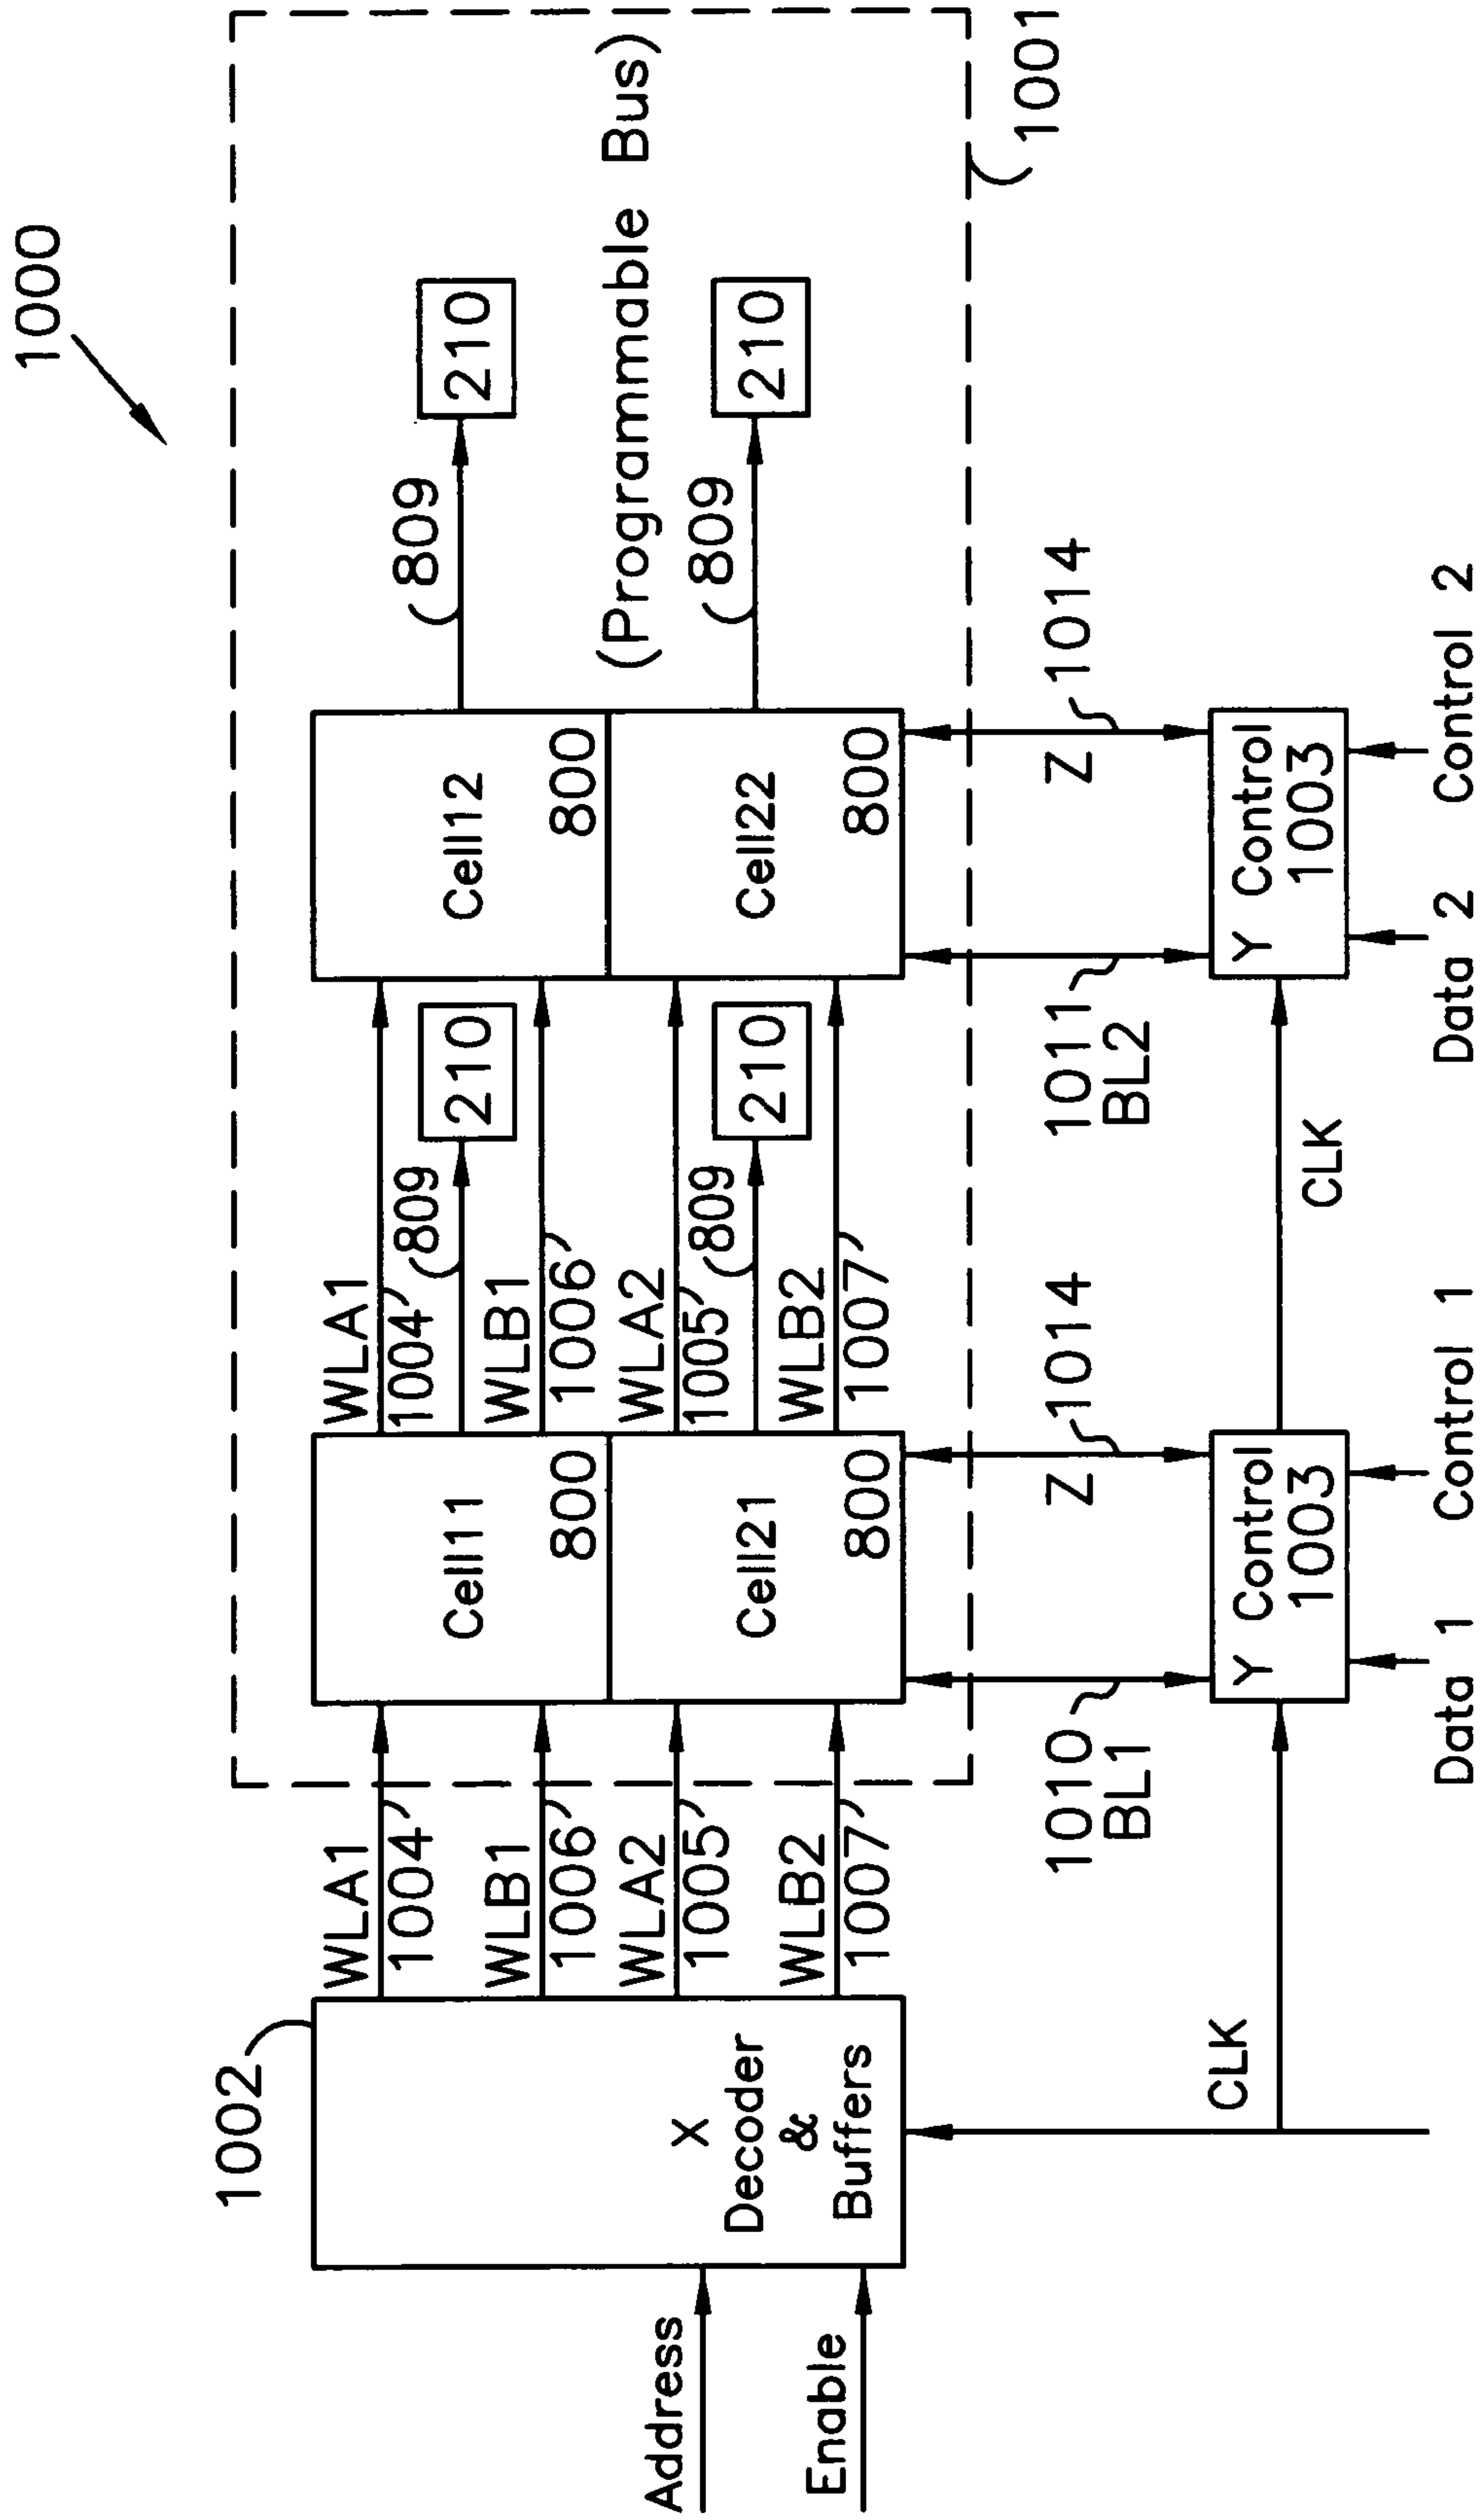 1000
1002
X
Decoder
&
Buffers
Address
Enable
WLA1
1004
WLB1
1006
WLA2
1005
WLB2
1007
Cell11
800
Cell21
800
WLA1
1004
809
210
WLB1
1006
WLA2
1005
809
210
WLB2
1007
Cell12
800
Cell22
800
809
210
(Programmable Bus)
809
210
1001
1010
BL1
Z
1014
1011
BL2
Z
1014
CLK
Y Control
1003
CLK
Y Control
1003
Data 1
Control 1
Data 2
Control 2